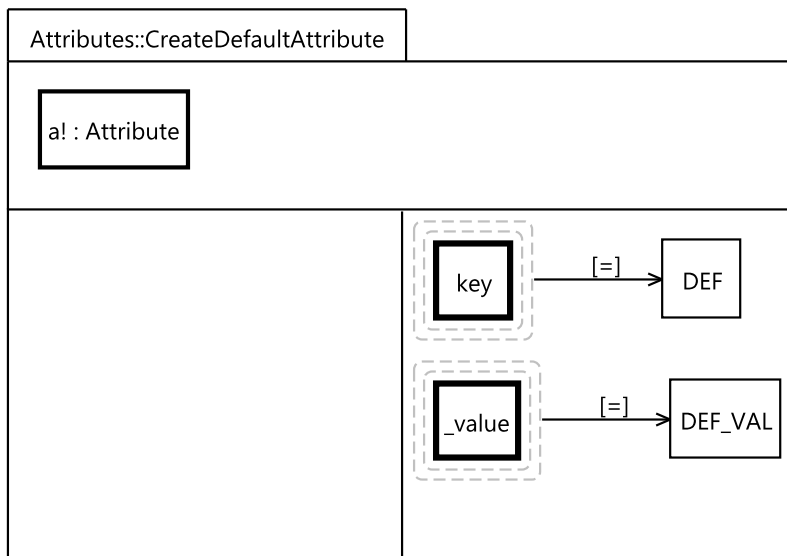 Attributes::CreateDefaultAttribute
a! : Attribute
key
[=]
DEF
_value
[=]
DEF_VAL